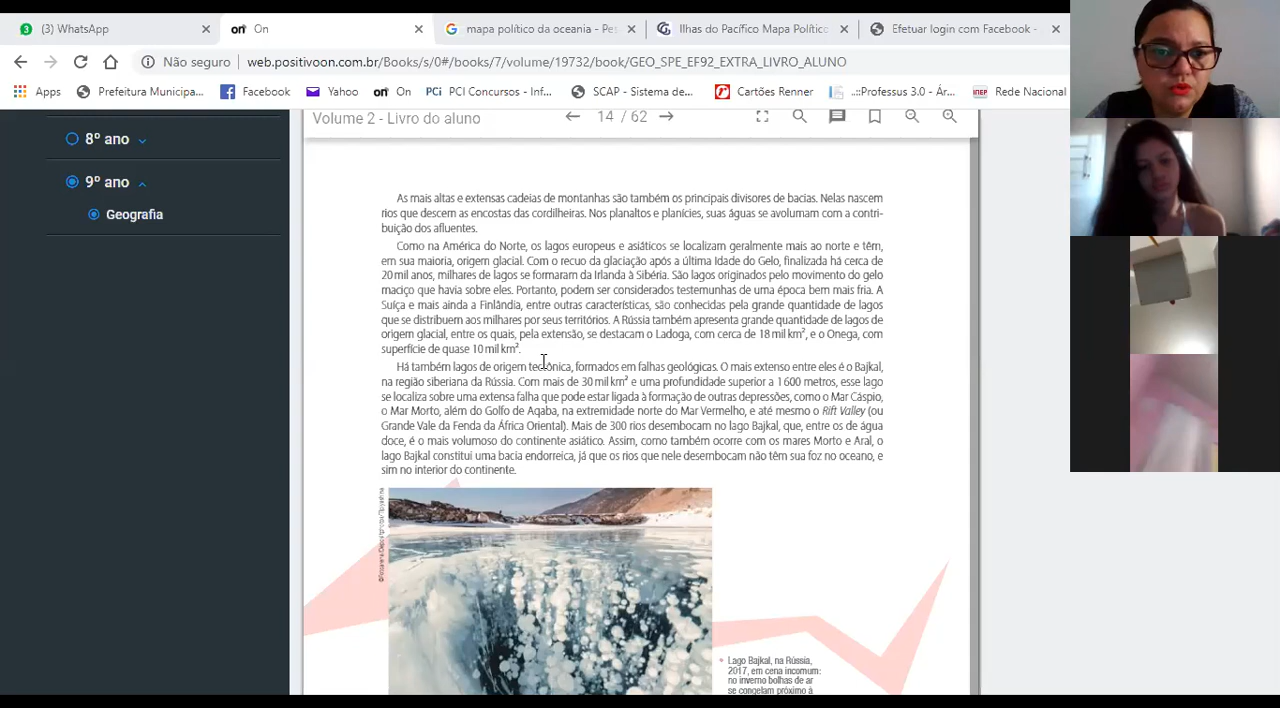 (3) WhatsApp
on On
mapa político da oceania - Pes
Ilhas do Pacífico Mapa Polític
Efetuar login com Facebook -
Não seguro web.positivoon.com.br/Books/s/0#/books/7/volume/19732/book/GEO_SPE_EF92_EXTRA_LIVRO_ALUNO
Apps Prefeitura Municipa... Facebook Yahoo on On PCi PCI Concursos - Inf... SCAP - Sistema de... Cartões Renner ..::Professus 3.0 - Ár... INEP Rede Nacional
8º ano
9º ano
Geografia
Volume 2 - Livro do aluno 14 / 62
As mais altas e extensas cadeias de montanhas são também os principais divisores de bacias. Nelas nascem
rios que descem as encostas das cordilheiras. Nos planaltos e planícies, suas águas se avolumam com a contri-
buição dos afluentes.
Como na América do Norte, os lagos europeus e asiáticos se localizam geralmente mais ao norte e têm,
em sua maioria, origem glacial. Com o recuo da glaciação após a última Idade do Gelo, finalizada há cerca de
20 mil anos, milhares de lagos se formaram da Irlanda à Sibéria. São lagos originados pelo movimento do gelo
maciço que havia sobre eles. Portanto, podem ser considerados testemunhas de uma época bem mais fria. A
Suíça e mais ainda a Finlândia, entre outras características, são conhecidas pela grande quantidade de lagos
que se distribuem aos milhares por seus territórios. A Rússia também apresenta grande quantidade de lagos de
origem glacial, entre os quais, pela extensão, se destacam o Ladoga, com cerca de 18 mil km², e o Onega, com
superfície de quase 10 mil km².
Há também lagos de origem tectônica, formados em falhas geológicas. O mais extenso entre eles é o Bajkal,
na região siberiana da Rússia. Com mais de 30 mil km² e uma profundidade superior a 1 600 metros, esse lago
se localiza sobre uma extensa falha que pode estar ligada à formação de outras depressões, como o Mar Cáspio,
o Mar Morto, além do Golfo de Aqaba, na extremidade norte do Mar Vermelho, e até mesmo o Rift Valley (ou
Grande Vale da Fenda da África Oriental). Mais de 300 rios desembocam no lago Bajkal, que, entre os de água
doce, é o mais volumoso do continente asiático. Assim, como também ocorre com os mares Morto e Aral, o
lago Bajkal constitui uma bacia endorreica, já que os rios que nele desembocam não têm sua foz no oceano, e
sim no interior do continente.
Lago Bajkal, na Rússia,
2017, em cena incomum:
no inverno bolhas de ar
se congelam próximo à